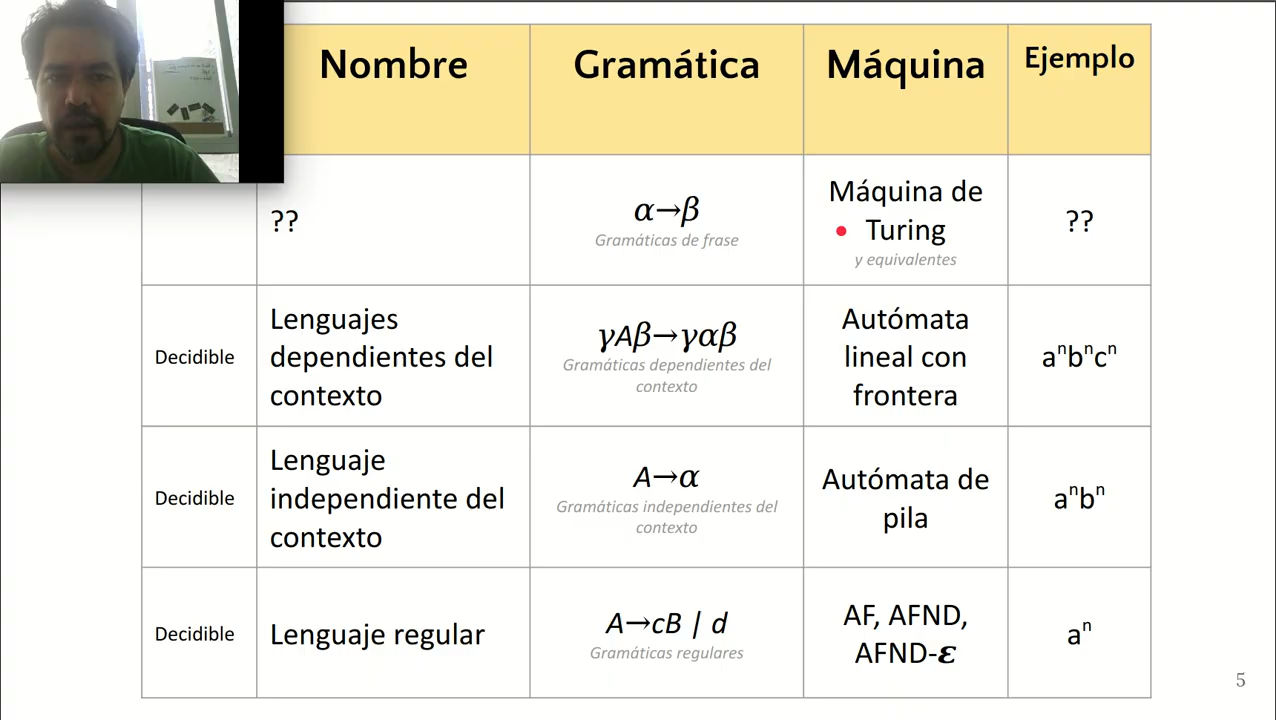 Nombre
Gramática
Máquina
Ejemplo
??
α→β
Gramáticas de frase
Máquina de
Turing
y equivalentes
??
Decidible
Lenguajes
dependientes del
contexto
γAβ→γαβ
Gramáticas dependientes del
contexto
Autómata
lineal con
frontera
aⁿbⁿcⁿ
Decidible
Lenguaje
independiente del
contexto
A→α
Gramáticas independientes del
contexto
Autómata de
pila
aⁿbⁿ
Decidible
Lenguaje regular
A→cB | d
Gramáticas regulares
AF, AFND,
AFND-ε
aⁿ
5